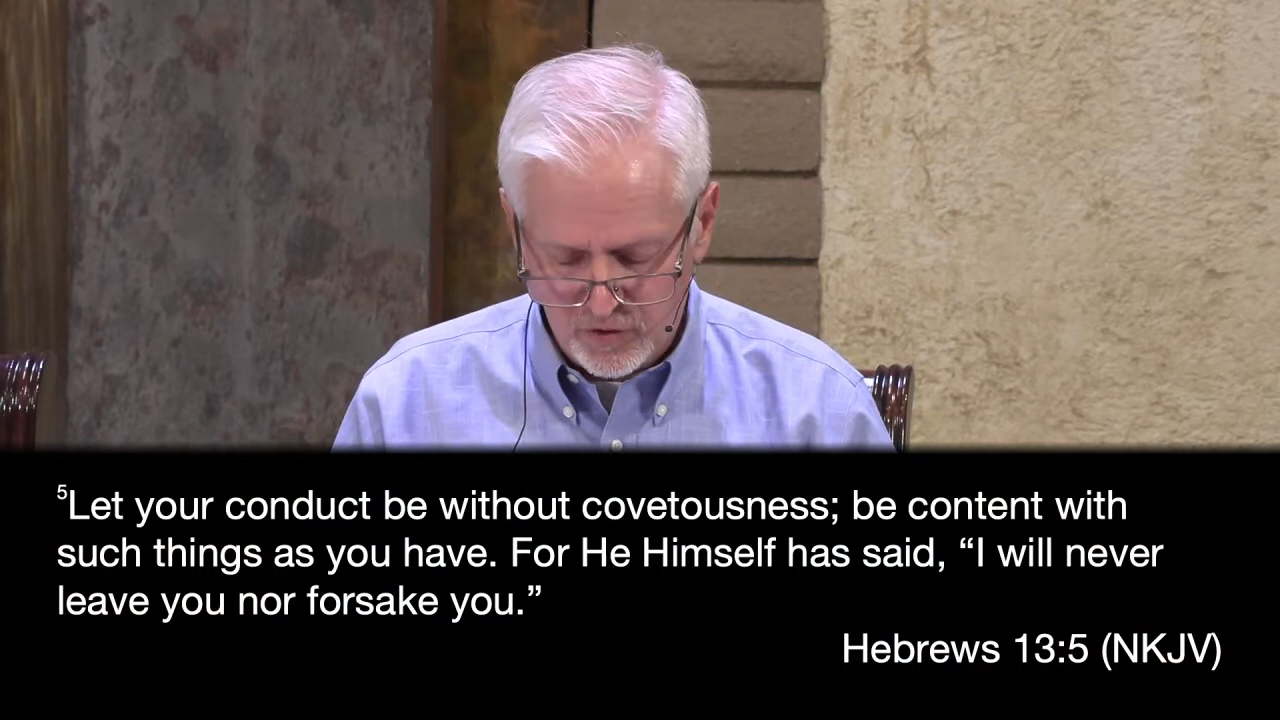 ⁵Let your conduct be without covetousness; be content with
such things as you have. For He Himself has said, “I will never
leave you nor forsake you.”
Hebrews 13:5 (NKJV)